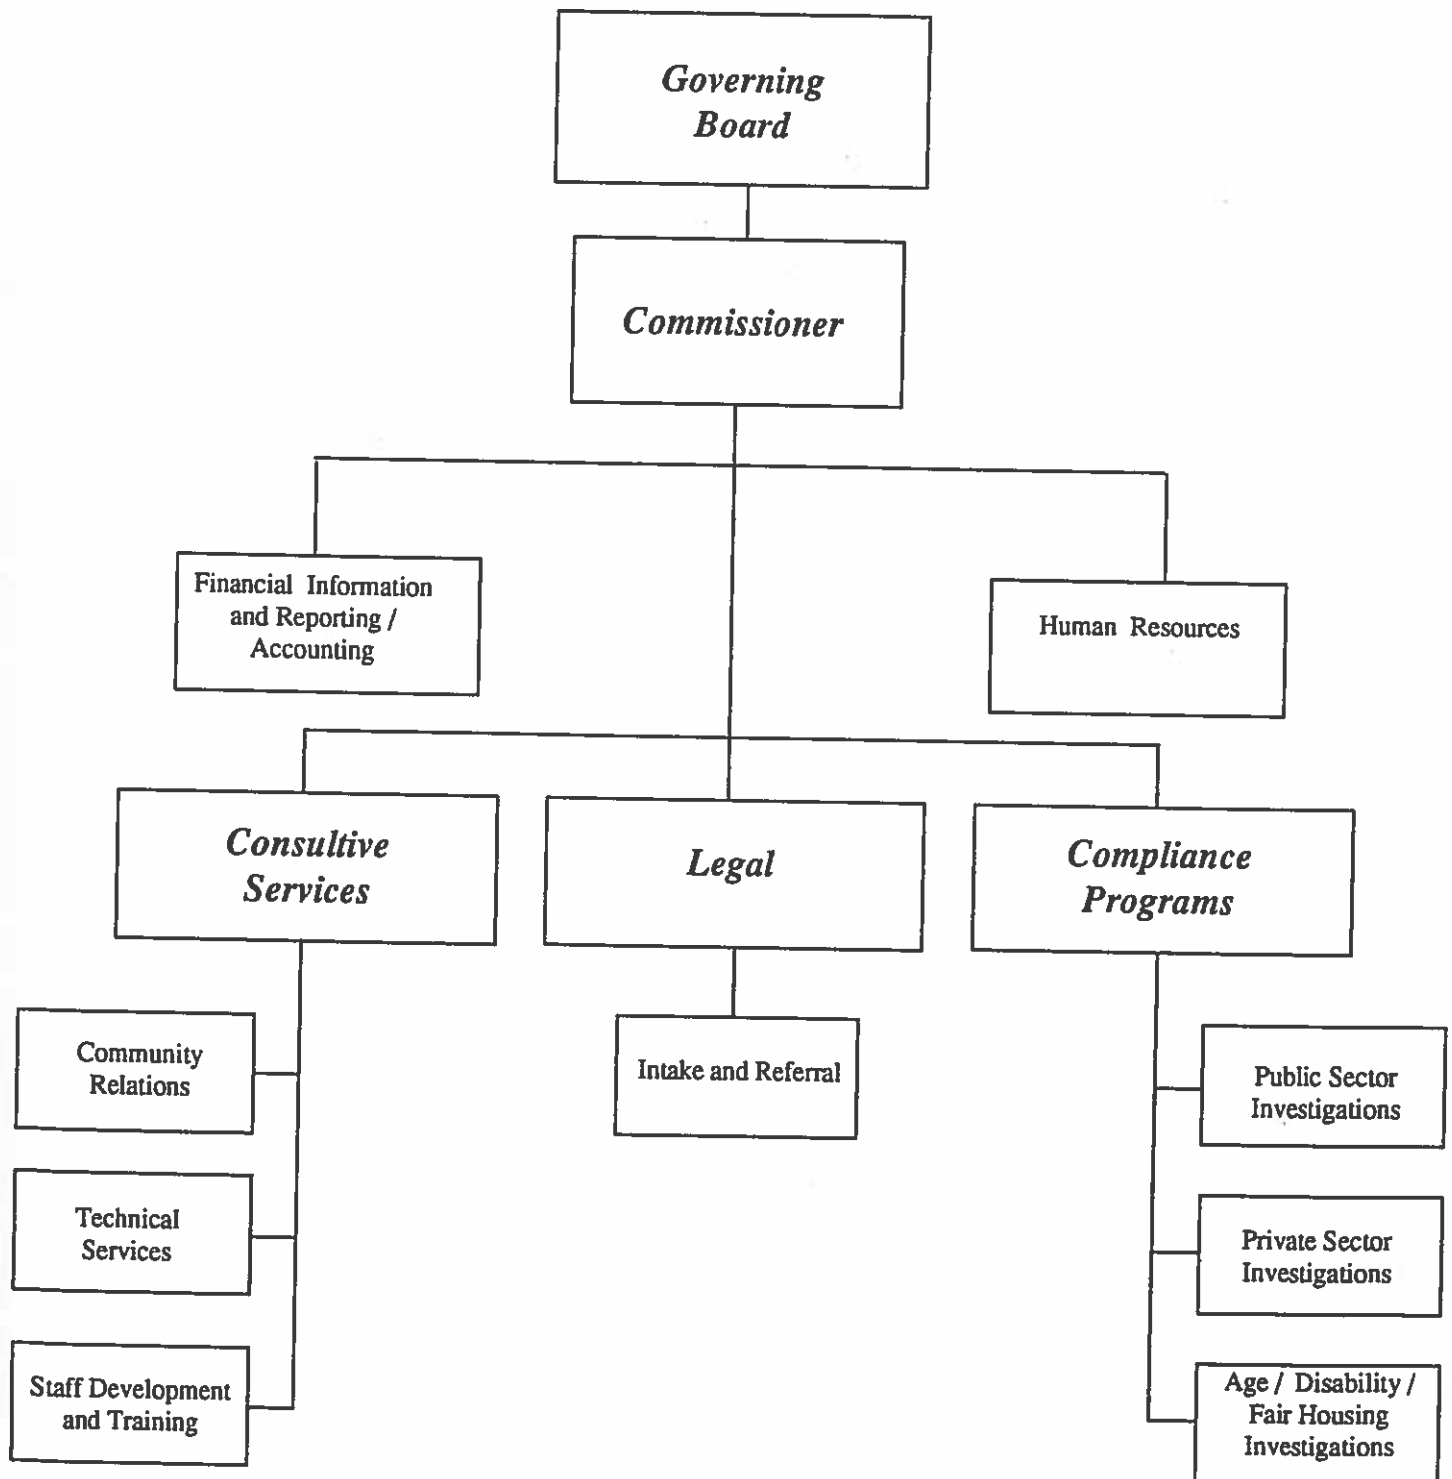 Governing
Board
Commissioner
Financial Information
and Reporting /
Accounting
Human Resources
Consultive
Services
Legal
Compliance
Programs
Community
Relations
Technical
Services
Staff Development
and Training
Intake and Referral
Public Sector
Investigations
Private Sector
Investigations
Age / Disability /
Fair Housing
Investigations